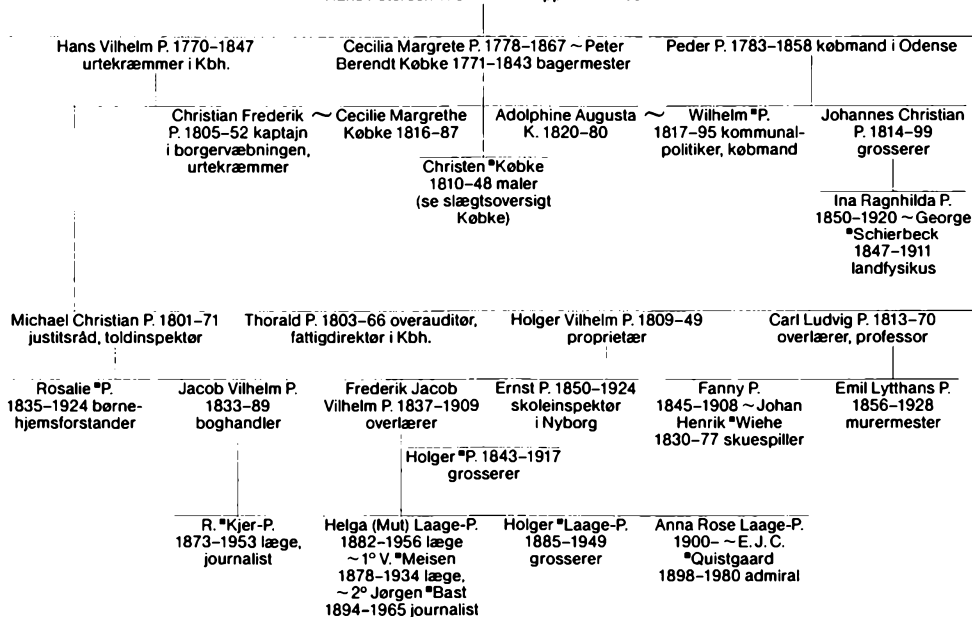 Hans Vilhelm P. 1770–1847
urtekræmmer i Kbh.
Cecilia Margrete P. 1778–1867 ~ Peter
Berendt Købke 1771–1843 bagermester
Peder P. 1783–1858 købmand i Odense
Christian Frederik
P. 1805–52 kaptajn
i borgervæbningen,
urtekræmmer
~ Cecilie Margrethe
Købke 1816–87
Adolphine Augusta ~
K. 1820–80
Wilhelm ■P.
1817–95 kommunal-
politiker, købmand
Johannes Christian
P. 1814–99
grosserer
Christen ■Købke
1810–48 maler
(se slægtsoversigt
Købke)
Ina Ragnhilda P.
1850–1920 ~ George
■Schierbeck
1847–1911
landfysikus
Michael Christian P. 1801–71
justitsråd, toldinspektør
Thorald P. 1803–66 overauditør,
fattigdirektør i Kbh.
Holger Vilhelm P. 1809–49
proprietær
Carl Ludvig P. 1813–70
overlærer, professor
Rosalie ■P.
1835–1924 børne-
hjemsforstander
Jacob Vilhelm P.
1833–89
boghandler
Frederik Jacob
Vilhelm P. 1837–1909
overlærer
Ernst P. 1850–1924
skoleinspektør
i Nyborg
Fanny P.
1845–1908 ~ Johan
Henrik ■Wiehe
1830–77 skuespiller
Emil Lytthans P.
1856–1928
murermester
Holger ■P. 1843–1917
grosserer
R. ■Kjer-P.
1873–1953 læge,
journalist
Helga (Mut) Laage-P.
1882–1956 læge
~ 1º V. ■Meisen
1878–1934 læge,
~ 2º Jørgen ■Bast
1894–1965 journalist
Holger ■Laage-P.
1885–1949
grosserer
Anna Rose Laage-P.
1900– ~ E. J. C.
■Quistgaard
1898–1980 admiral